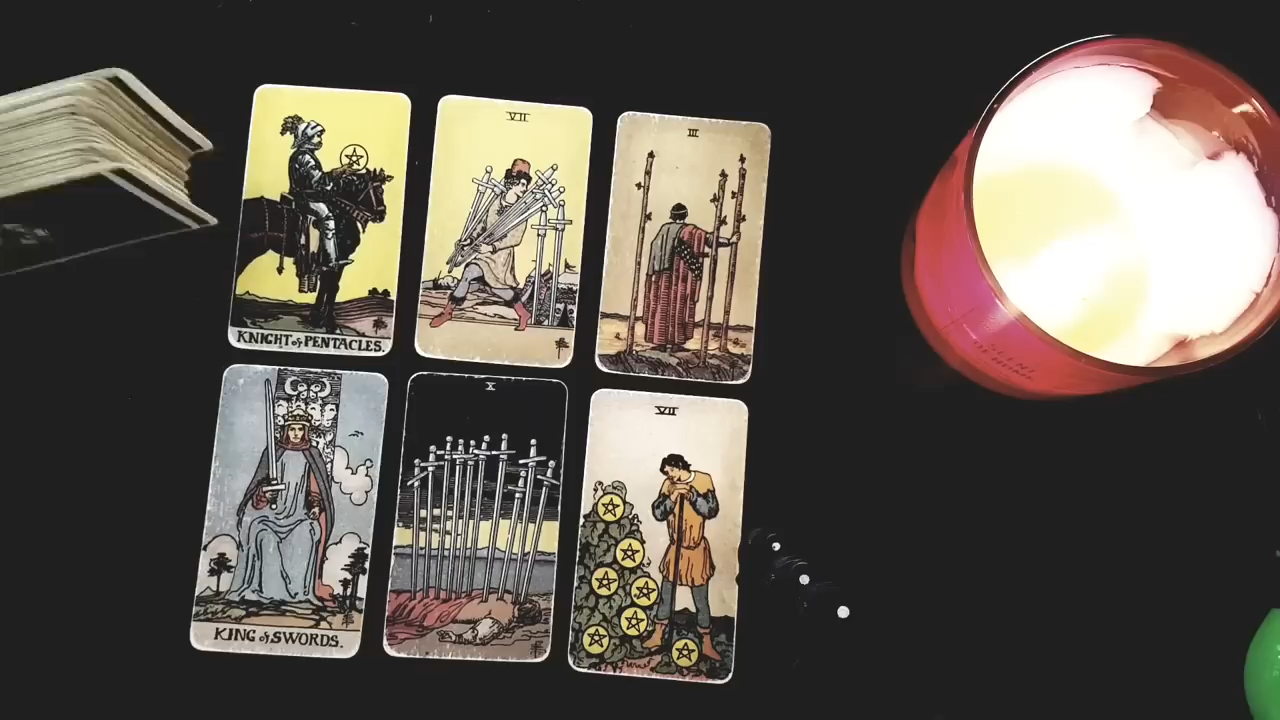 VII
III
KNIGHT of PENTACLES.
X
VII
KING of SWORDS.